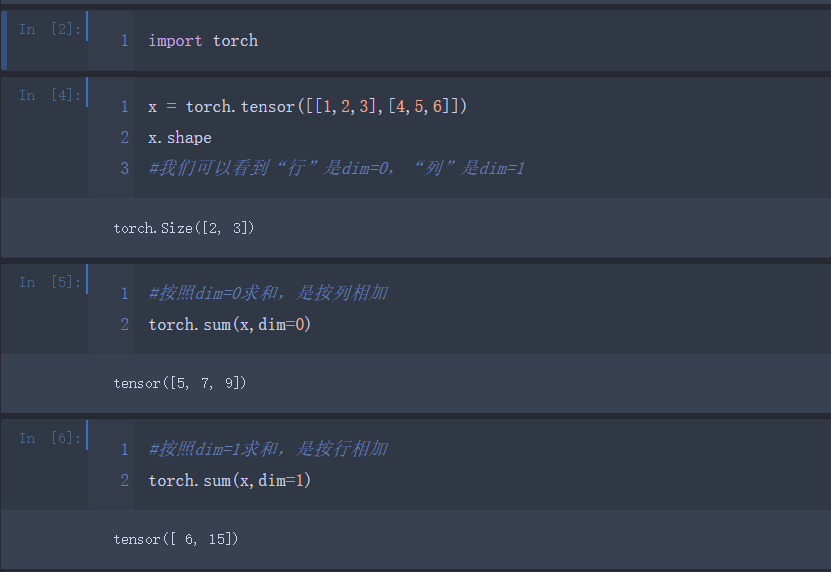 In [2]:
1 import torch
In [4]:
1 x = torch.tensor([[1,2,3],[4,5,6]])
2 x.shape
3 #我们可以看到“行”是dim=0，“列”是dim=1
torch.Size([2, 3])
In [5]:
1 #按照dim=0求和，是按列相加
2 torch.sum(x,dim=0)
tensor([5, 7, 9])
In [6]:
1 #按照dim=1求和，是按行相加
2 torch.sum(x,dim=1)
tensor([ 6, 15])